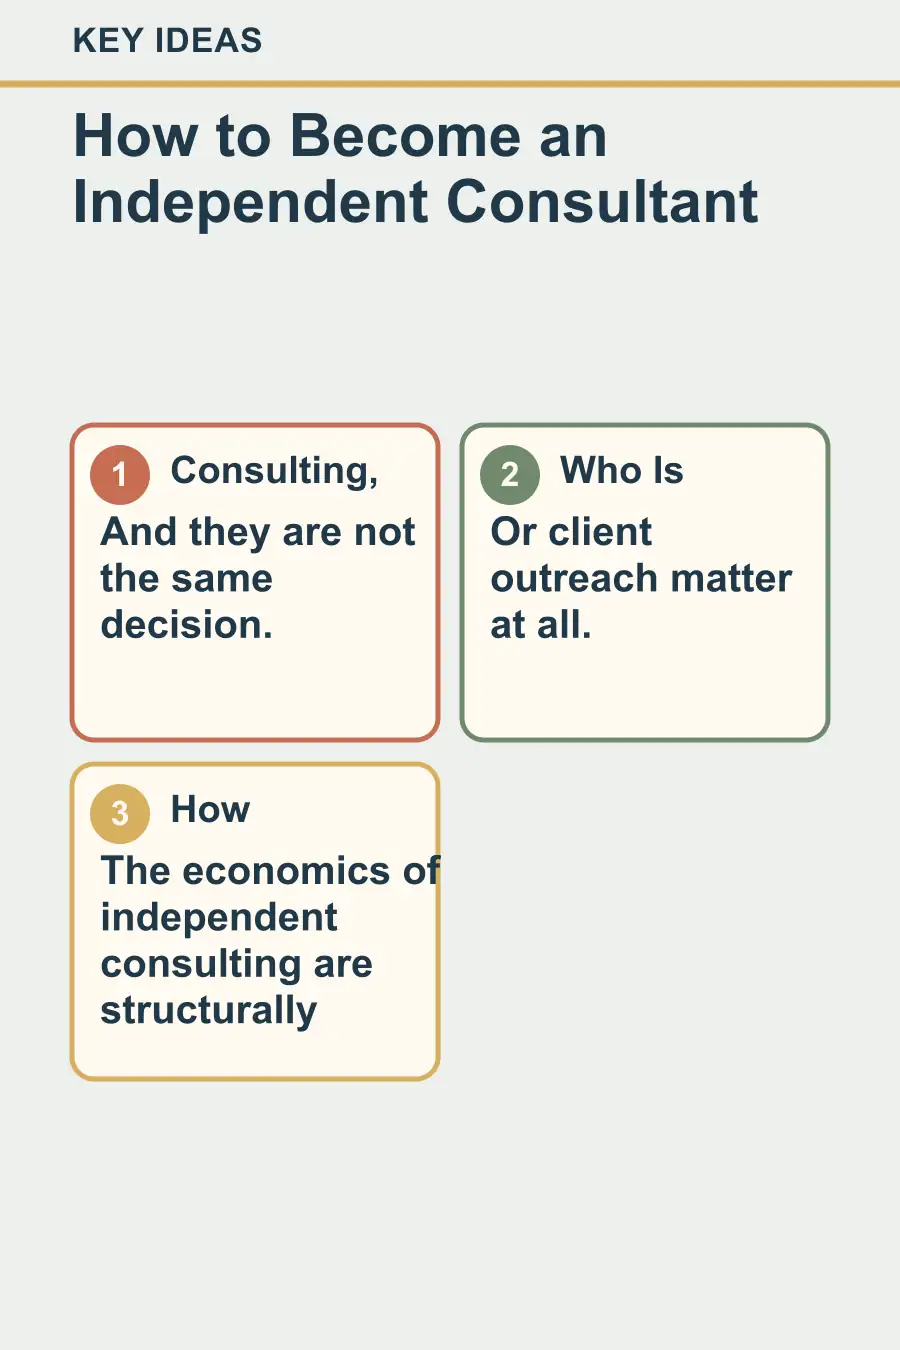 KEY IDEAS
How to Become an
Independent Consultant
1 Consulting,
And they are not
the same
decision.
2 Who Is
Or client
outreach matter
at all.
3 How
The economics of
independent
consulting are
structurally